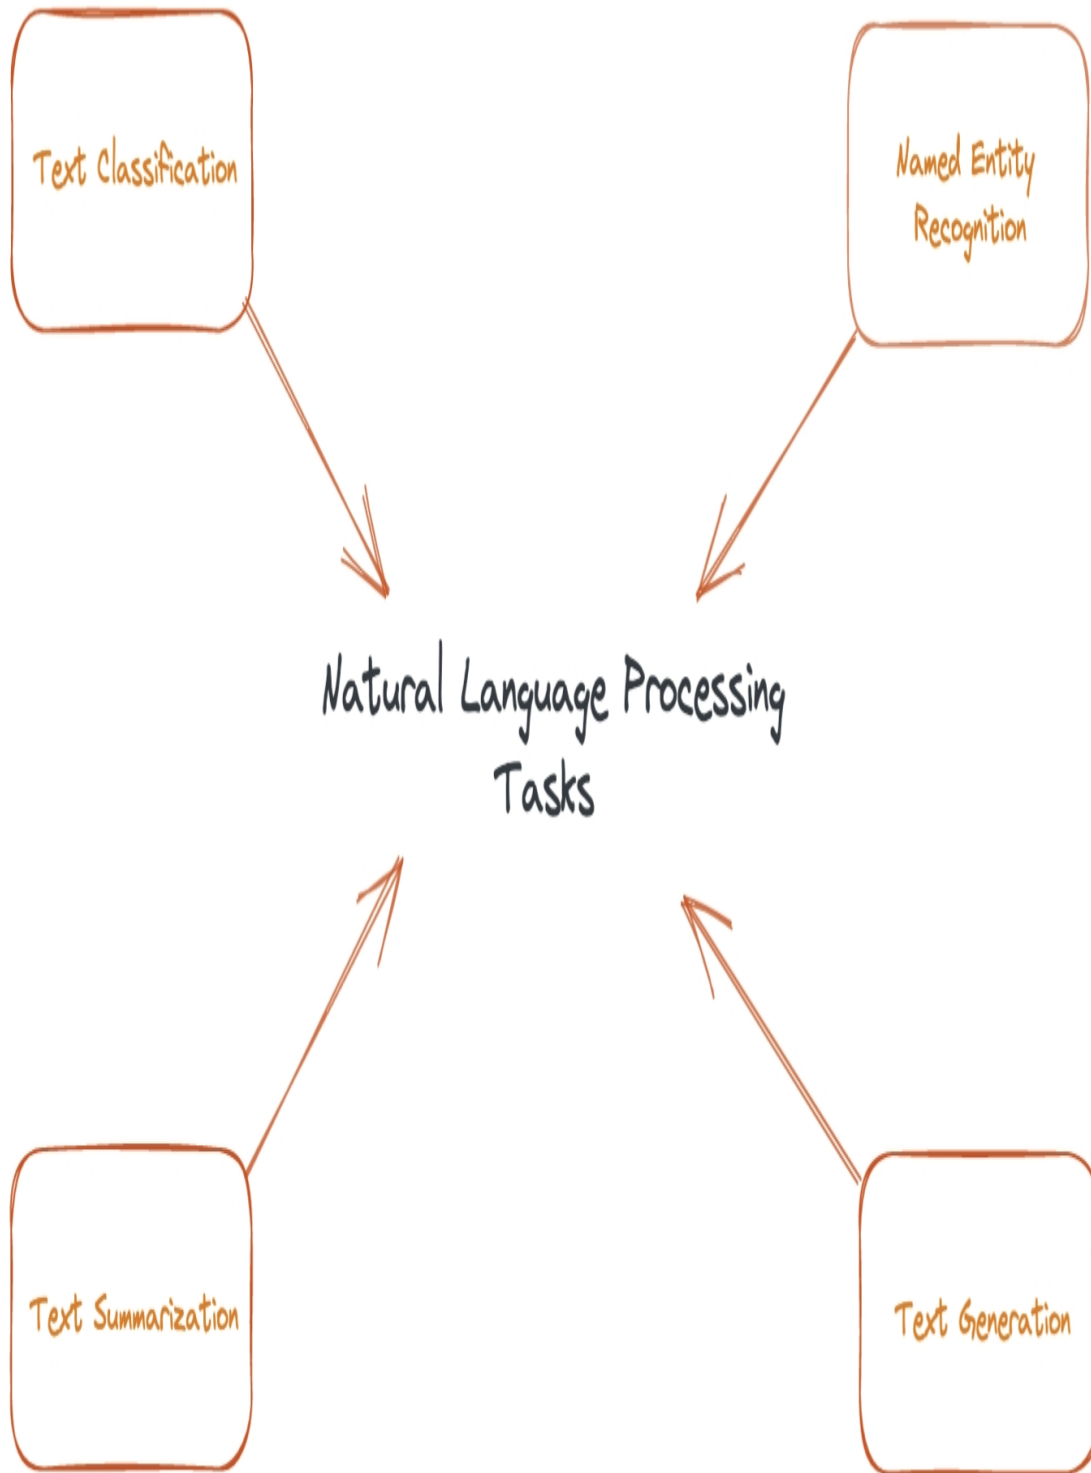 Text Classification
Named Entity
Recognition
Natural Language Processing
Tasks
Text Summarization
Text Generation